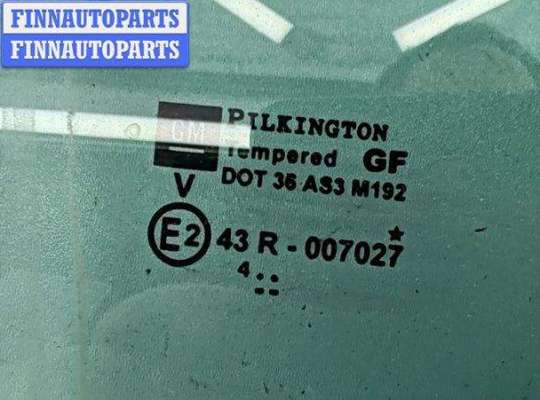 FINNAUTOPARTS
FINNAUTOPARTS
GM
PILKINGTON
Tempered GF
DOT 36 AS3 M192
V
E2 43 R - 007027
4